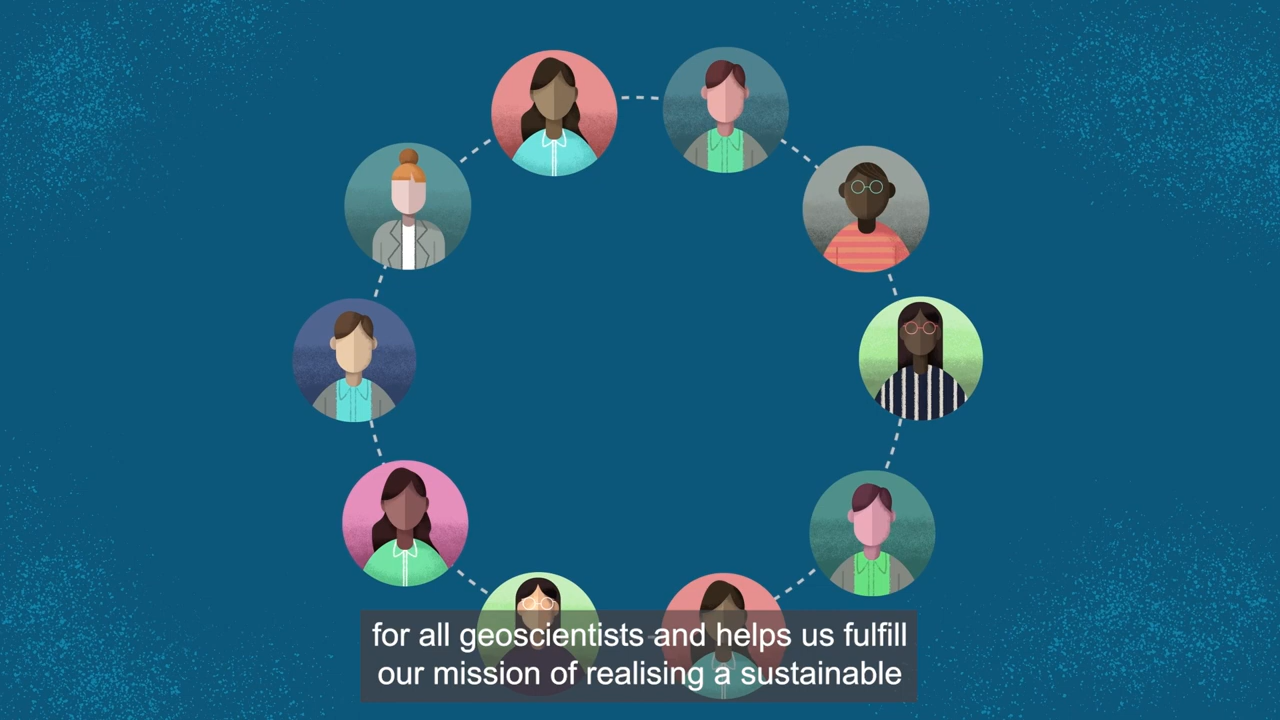 for all geoscientists and helps us fulfill
our mission of realising a sustainable